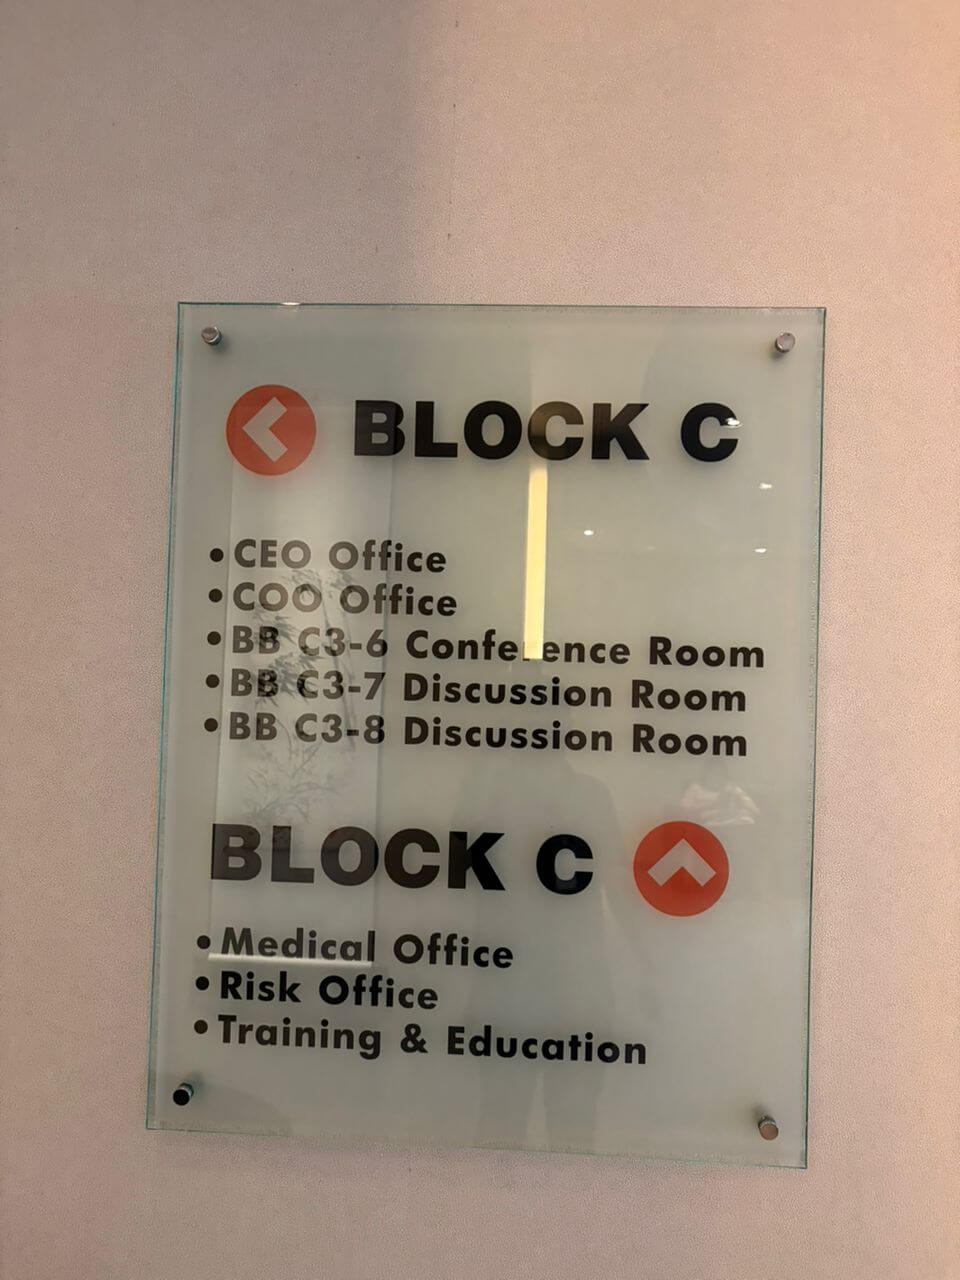 BLOCK C
• CEO Office
• COO Office
• BB C3-6 Conference Room
• BB C3-7 Discussion Room
• BB C3-8 Discussion Room
BLOCK C
• Medical Office
• Risk Office
• Training & Education